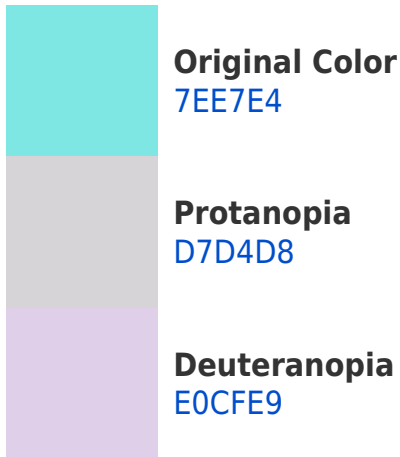 Original Color
7EE7E4
Protanopia
D7D4D8
Deuteranopia
E0CFE9